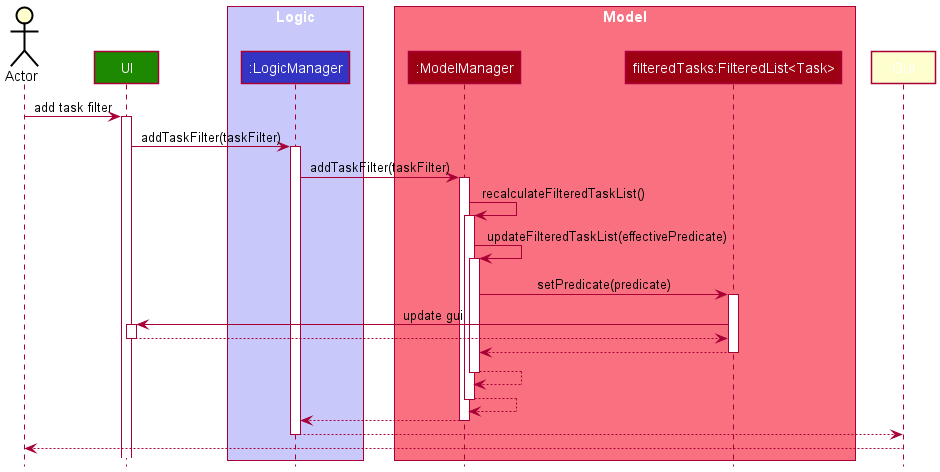 Logic
Model
Actor
UI
:LogicManager
:ModelManager
filteredTasks:FilteredList<Task>
add task filter
addTaskFilter(taskFilter)
addTaskFilter(taskFilter)
recalculateFilteredTaskList()
updateFilteredTaskList(effectivePredicate)
setPredicate(predicate)
update gui